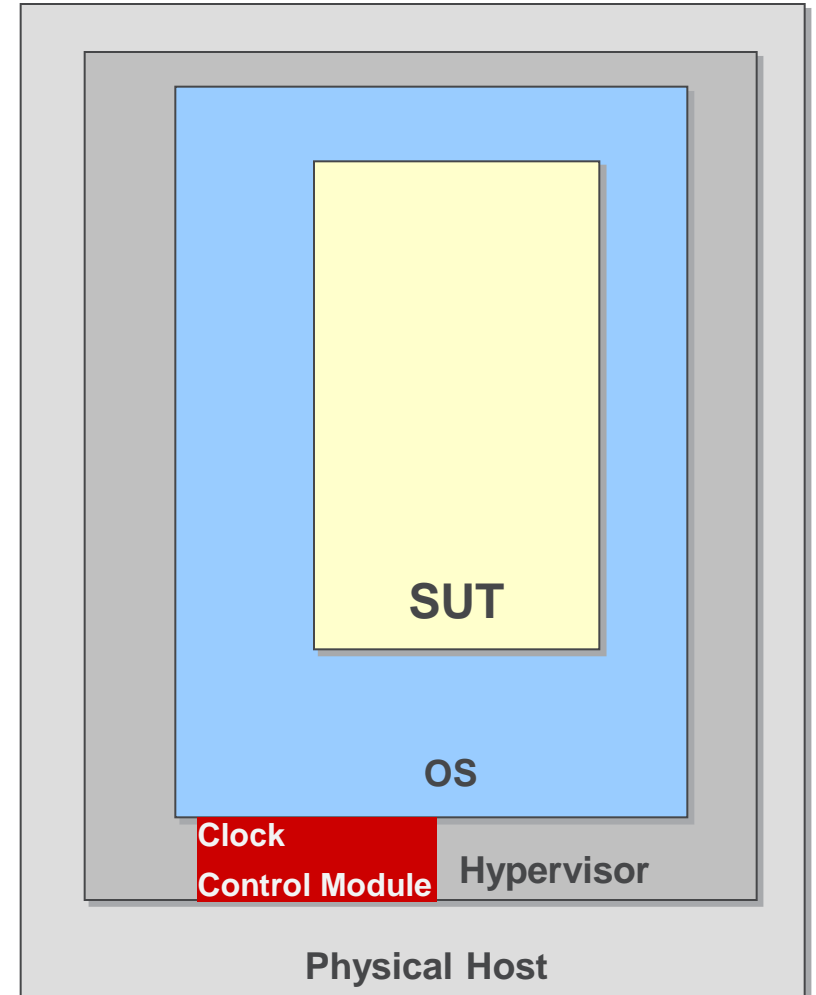 SUT
OS
Clock
Control Module
Hypervisor
Physical Host